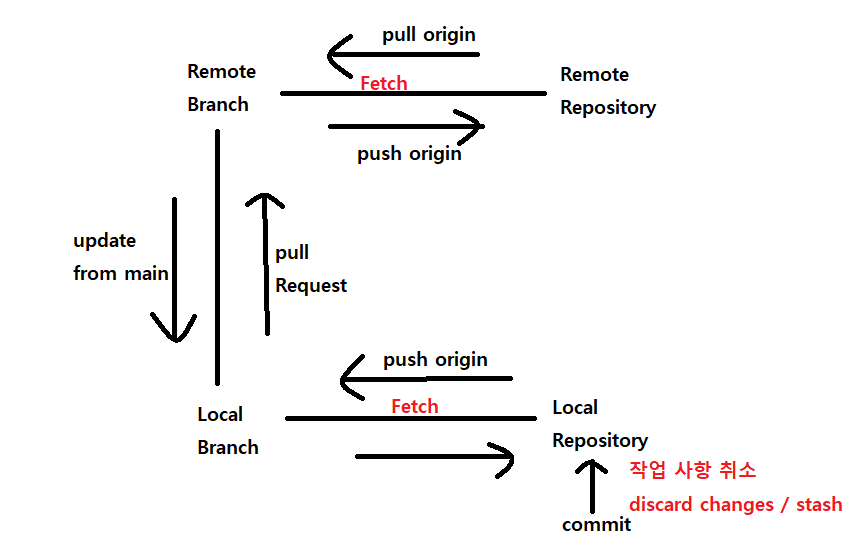 pull origin
Remote
Branch
Fetch
Remote
Repository
push origin
update
from main
pull
Request
push origin
Local
Branch
Fetch
Local
Repository
작업 사항 취소
discard changes / stash
commit